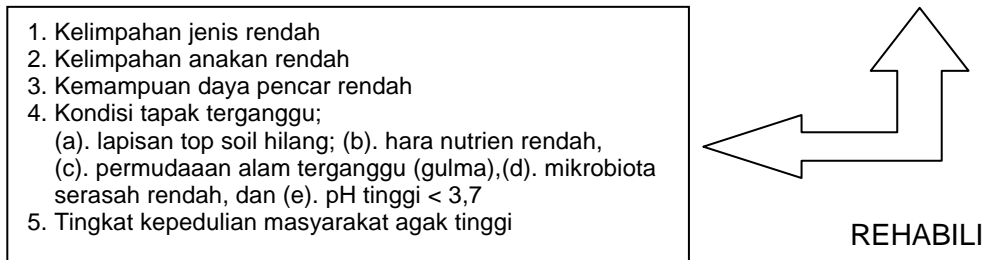 1. Kelimpahan jenis rendah
2. Kelimpahan anakan rendah
3. Kemampuan daya pencar rendah
4. Kondisi tapak terganggu;
(a). lapisan top soil hilang; (b). hara nutrien rendah,
(c). permudaaan alam terganggu (gulma),(d). mikrobiota
serasah rendah, dan (e). pH tinggi < 3,7
5. Tingkat kepedulian masyarakat agak tinggi
REHABILI